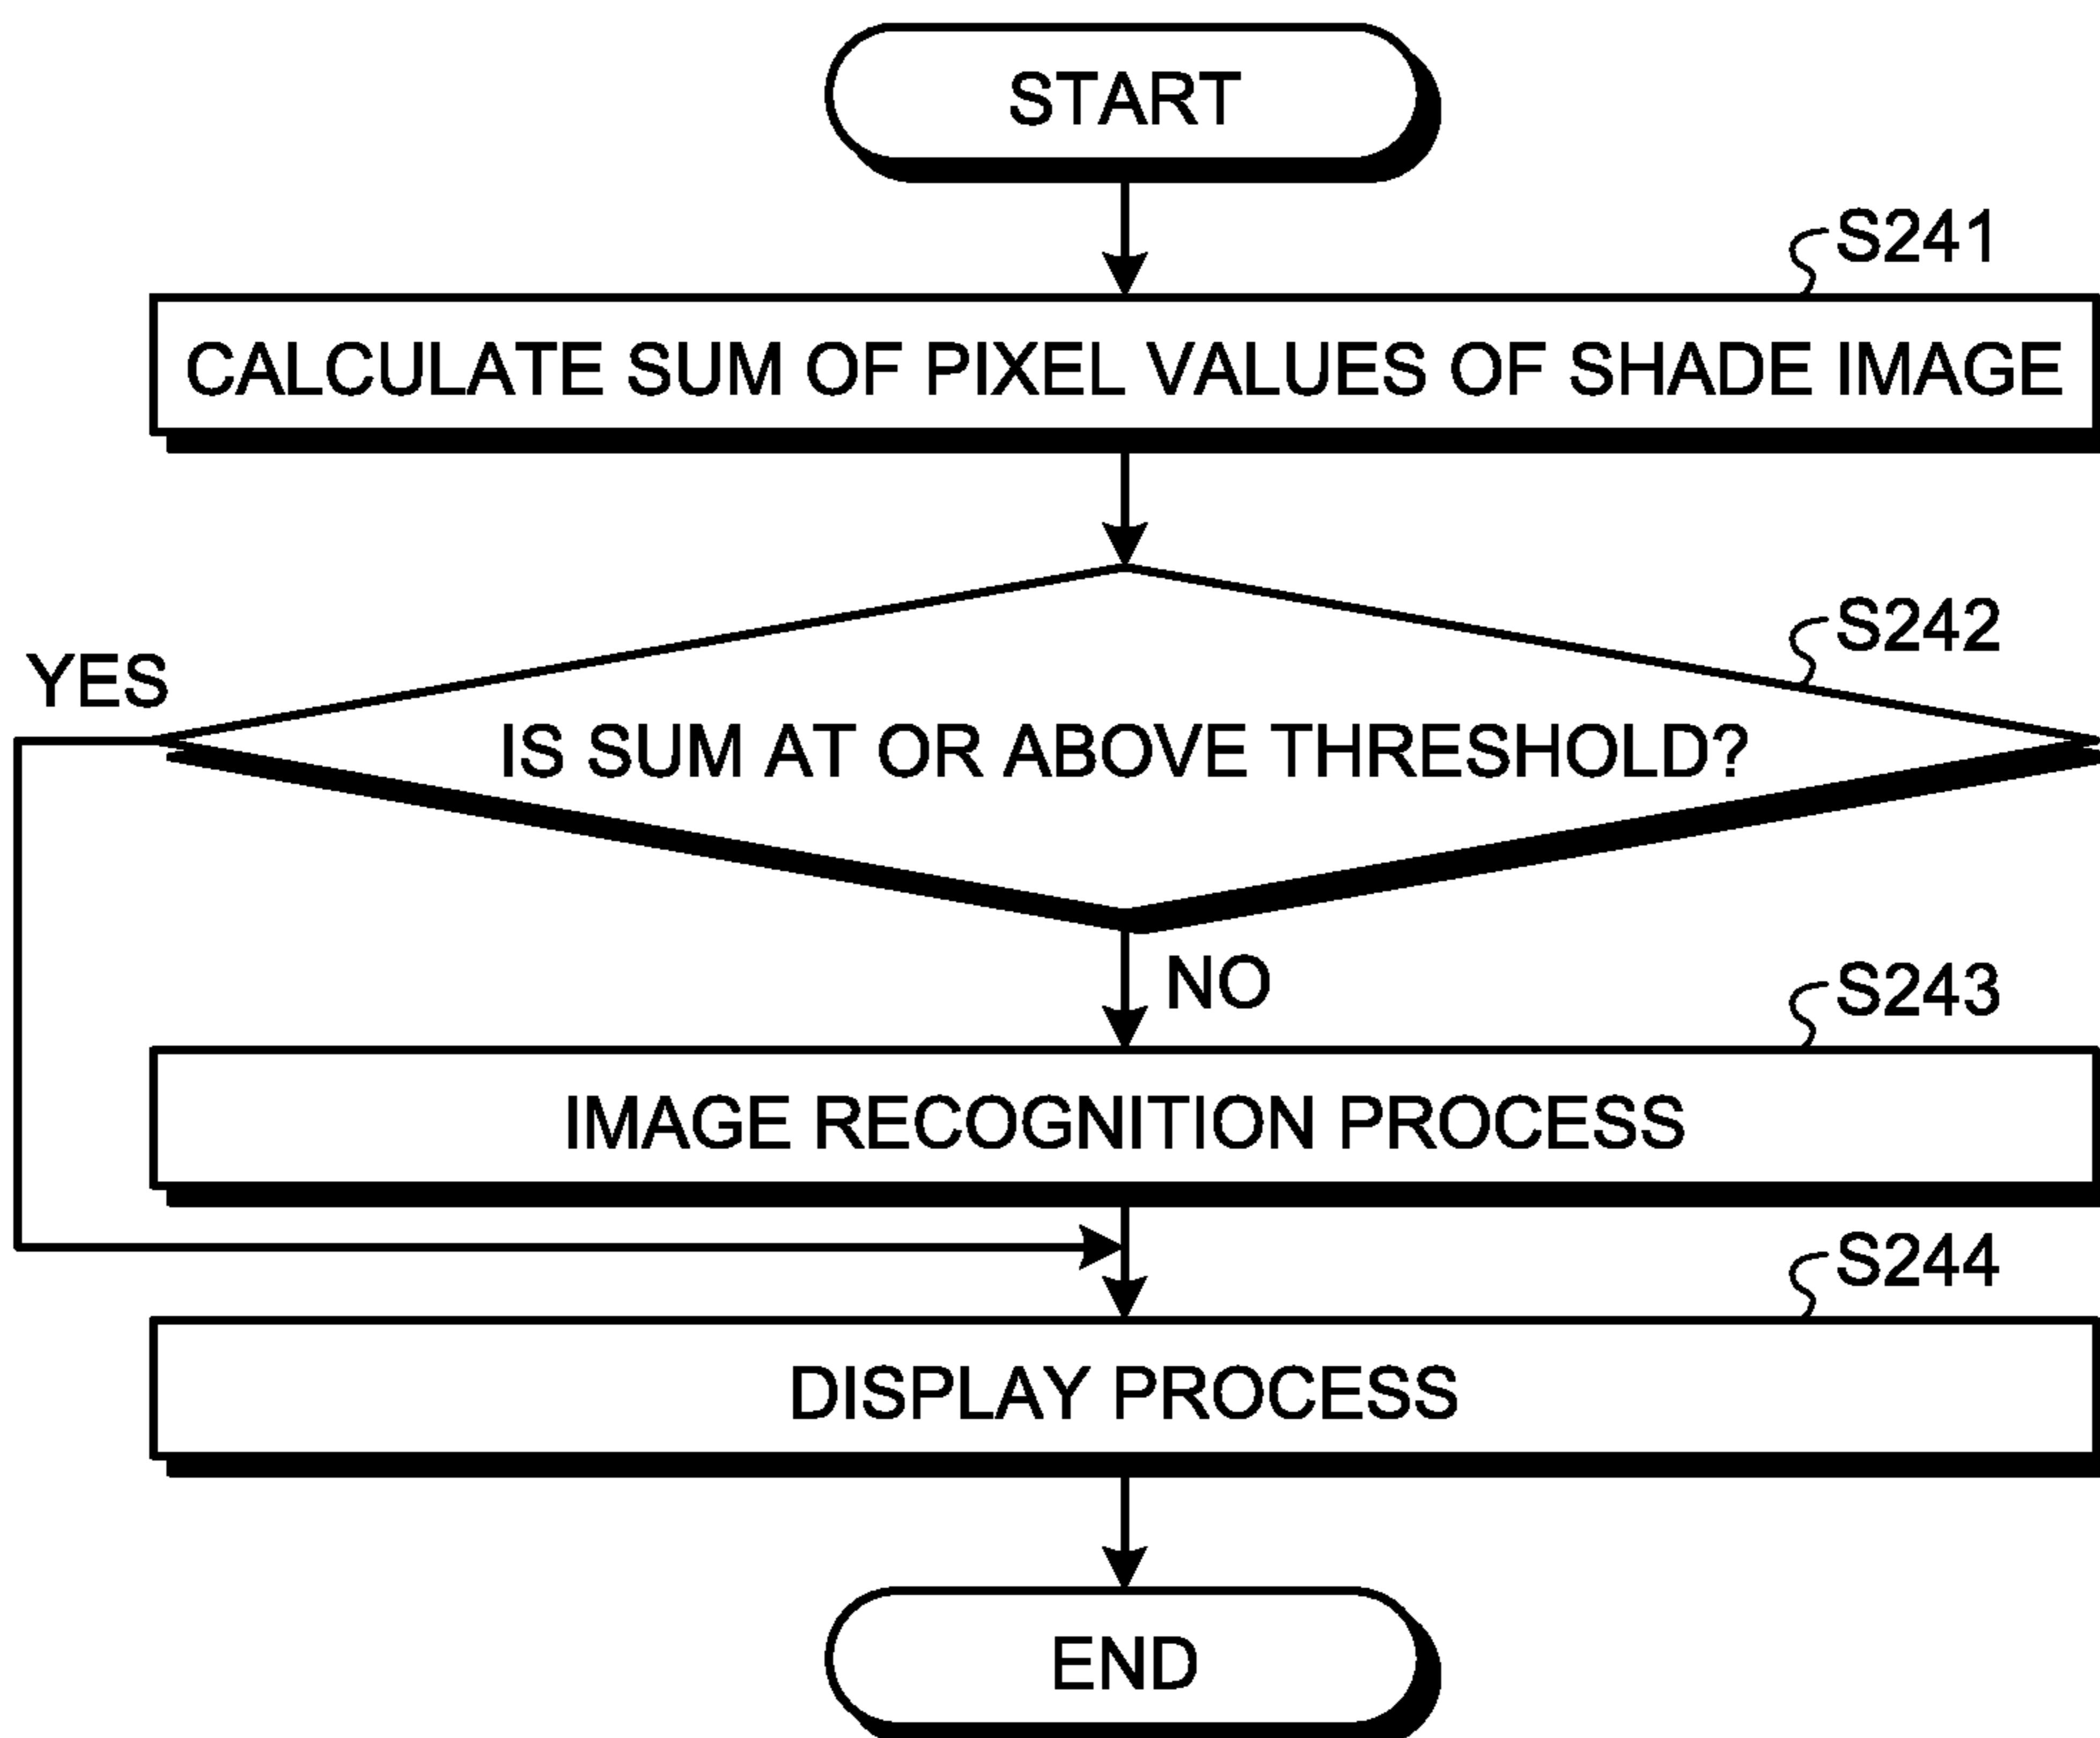 START
S241
CALCULATE SUM OF PIXEL VALUES OF SHADE IMAGE
S242
YES
IS SUM AT OR ABOVE THRESHOLD?
NO
S243
IMAGE RECOGNITION PROCESS
S244
DISPLAY PROCESS
END